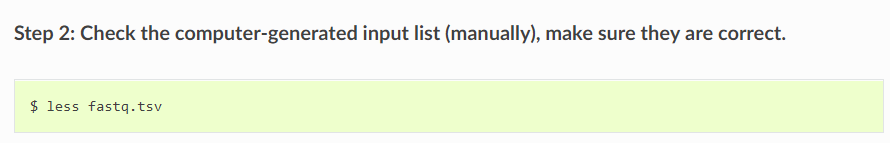 Step 2: Check the computer-generated input list (manually), make sure they are correct.
$ less fastq.tsv